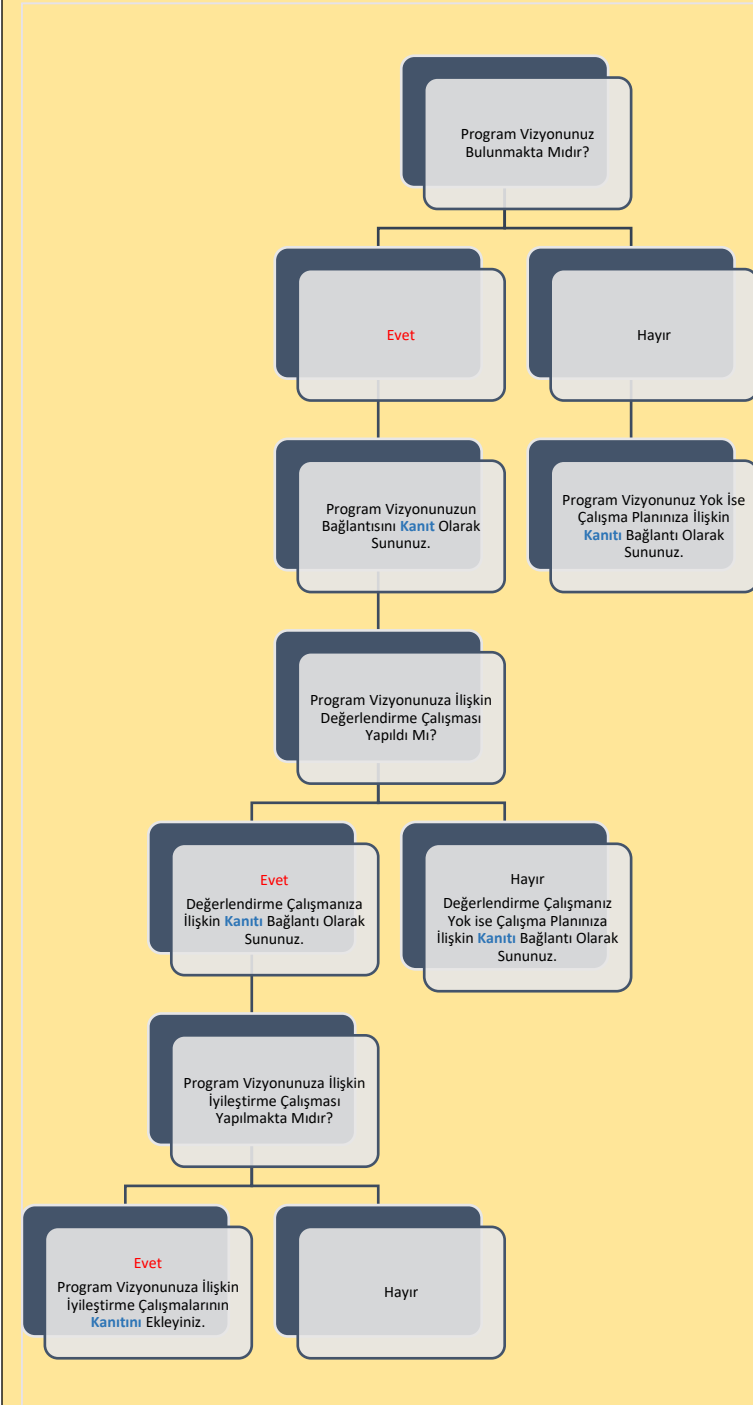 Program Vizyonunuz
Bulunmakta Mıdır?
Evet
Hayır
Program Vizyonunuzun
Bağlantısını Kanıt Olarak
Sununuz.
Program Vizyonunuz Yok İse
Çalışma Planınıza İlişkin
Kanıtı Bağlantı Olarak
Sununuz.
Program Vizyonunuza İlişkin
Değerlendirme Çalışması
Yapıldı Mı?
Evet
Değerlendirme Çalışmanıza
İlişkin Kanıtı Bağlantı Olarak
Sununuz.
Hayır
Değerlendirme Çalışmanız
Yok ise Çalışma Planınıza
İlişkin Kanıtı Bağlantı Olarak
Sununuz.
Program Vizyonunuza İlişkin
İyileştirme Çalışması
Yapılmakta Mıdır?
Evet
Program Vizyonunuza İlişkin
İyileştirme Çalışmalarının
Kanıtını Ekleyiniz.
Hayır